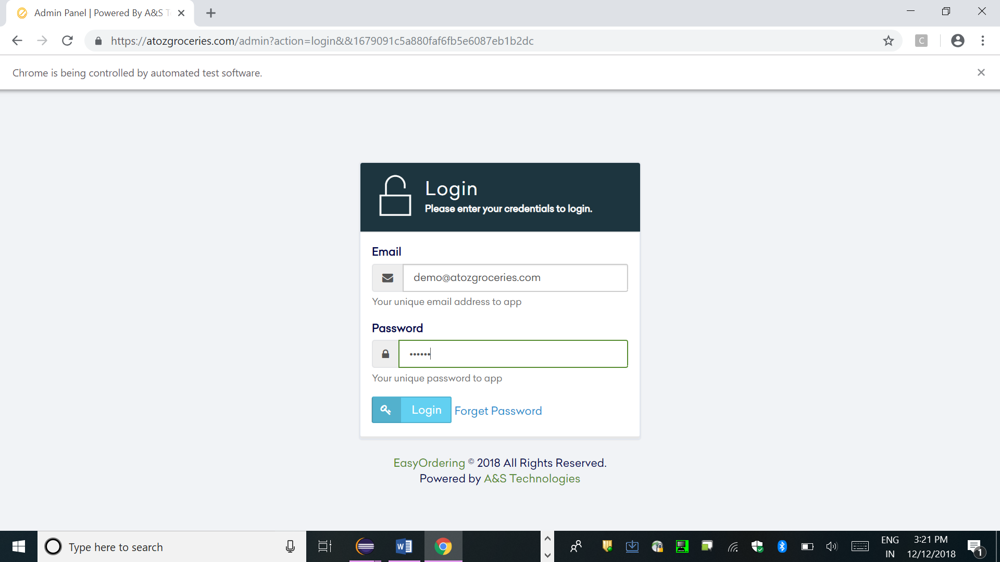 Admin Panel | Powered By A&S T
https://atozgroceries.com/admin?action=login&&1679091c5a880faf6fb5e6087eb1b2dc
C
Chrome is being controlled by automated test software.
Login
Please enter your credentials to login.
Email
demo@atozgroceries.com
Your unique email address to app
Password
••••••
Your unique password to app
Login Forget Password
EasyOrdering © 2018 All Rights Reserved.
Powered by A&S Technologies
Type here to search
W
ENG
IN
3:21 PM
12/12/2018
1